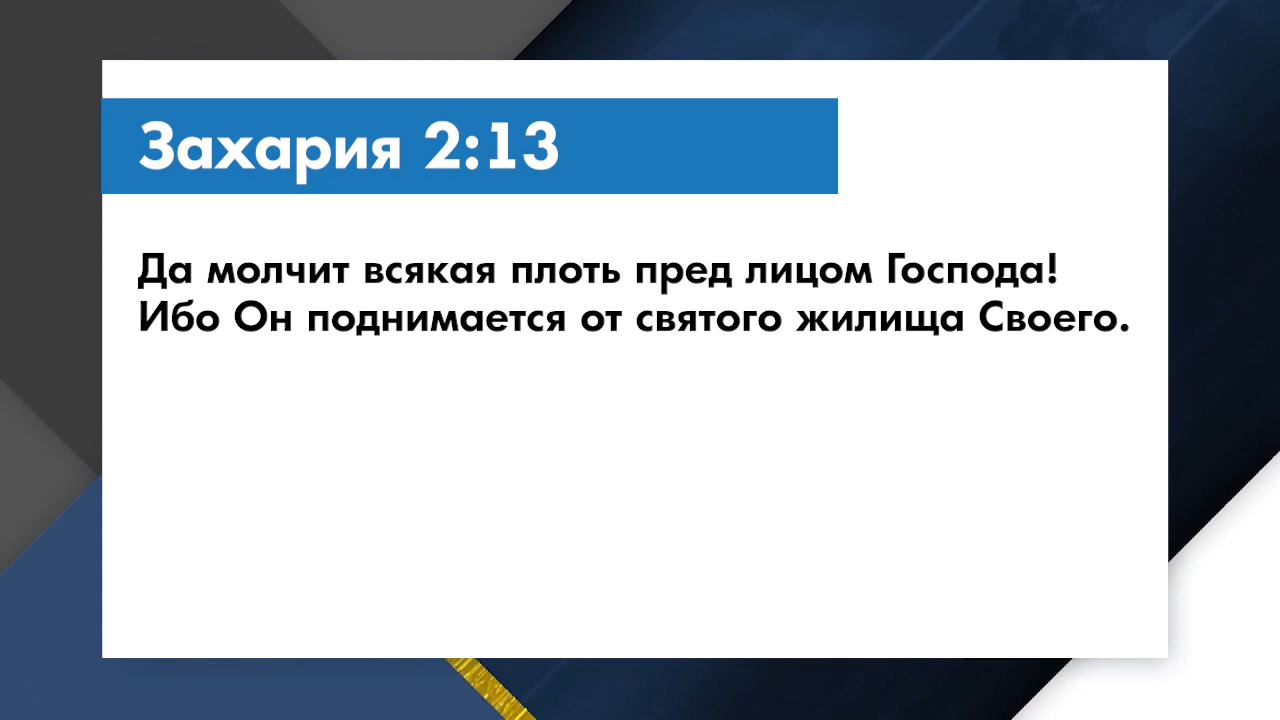 Захария 2:13
Да молчит всякая плоть пред лицом Господа!
Ибо Он поднимается от святого жилища Своего.